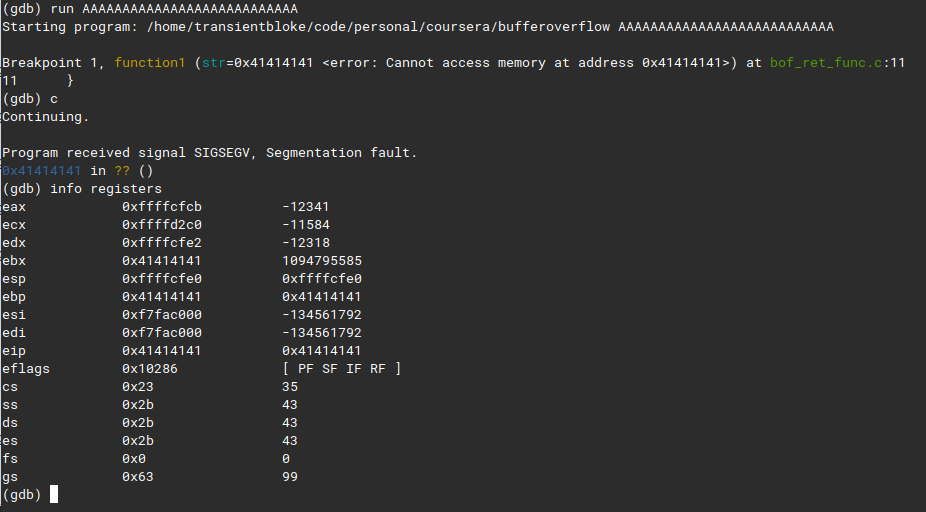 (gdb) run AAAAAAAAAAAAAAAAAAAAAAAAAAA
Starting program: /home/transientbloke/code/personal/coursera/bufferoverflow AAAAAAAAAAAAAAAAAAAAAAAAAAA
Breakpoint 1, function1 (str=0x41414141 <error: Cannot access memory at address 0x41414141>) at bof_ret_func.c:11
11 }
(gdb) c
Continuing.
Program received signal SIGSEGV, Segmentation fault.
0x41414141 in ?? ()
(gdb) info registers
eax 0xffffcfcb -12341
ecx 0xffffd2c0 -11584
edx 0xffffcfe2 -12318
ebx 0x41414141 1094795585
esp 0xffffcfe0 0xffffcfe0
ebp 0x41414141 0x41414141
esi 0xf7fac000 -134561792
edi 0xf7fac000 -134561792
eip 0x41414141 0x41414141
eflags 0x10286 [ PF SF IF RF ]
cs 0x23 35
ss 0x2b 43
ds 0x2b 43
es 0x2b 43
fs 0x0 0
gs 0x63 99
(gdb)